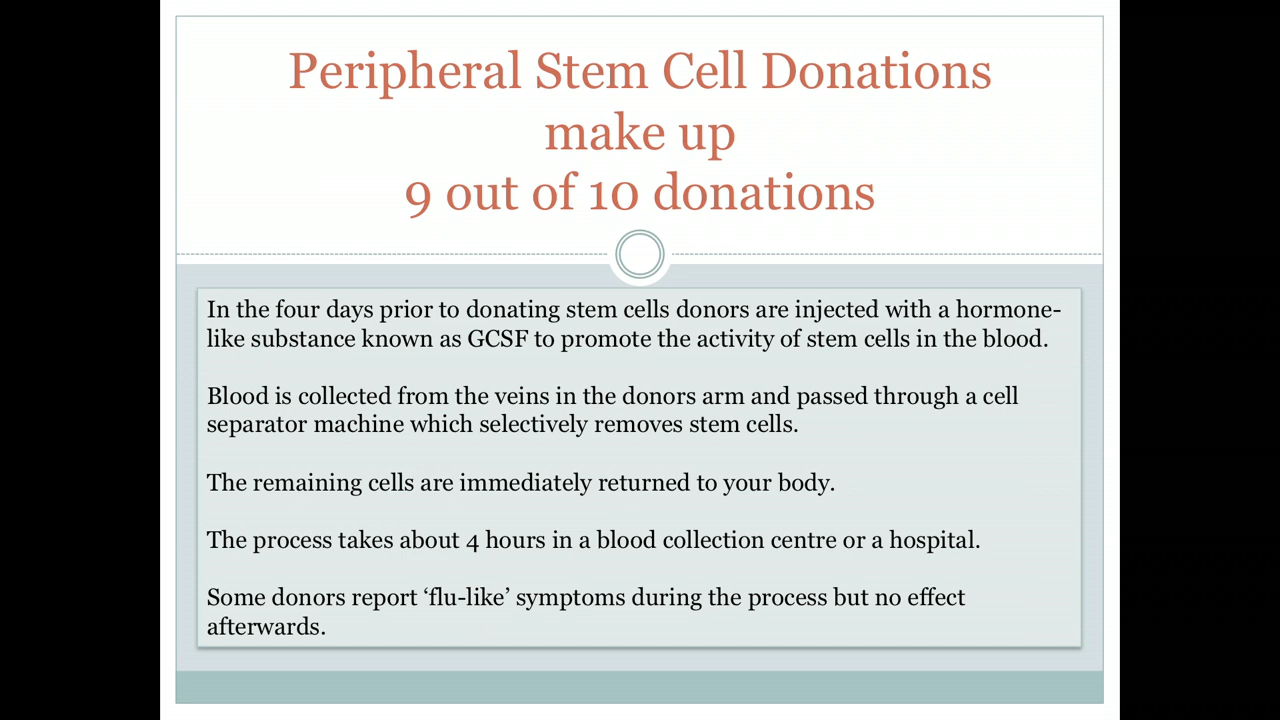 Peripheral Stem Cell Donations
make up
9 out of 10 donations
In the four days prior to donating stem cells donors are injected with a hormone-
like substance known as GCSF to promote the activity of stem cells in the blood.
Blood is collected from the veins in the donors arm and passed through a cell
separator machine which selectively removes stem cells.
The remaining cells are immediately returned to your body.
The process takes about 4 hours in a blood collection centre or a hospital.
Some donors report ‘flu-like’ symptoms during the process but no effect
afterwards.